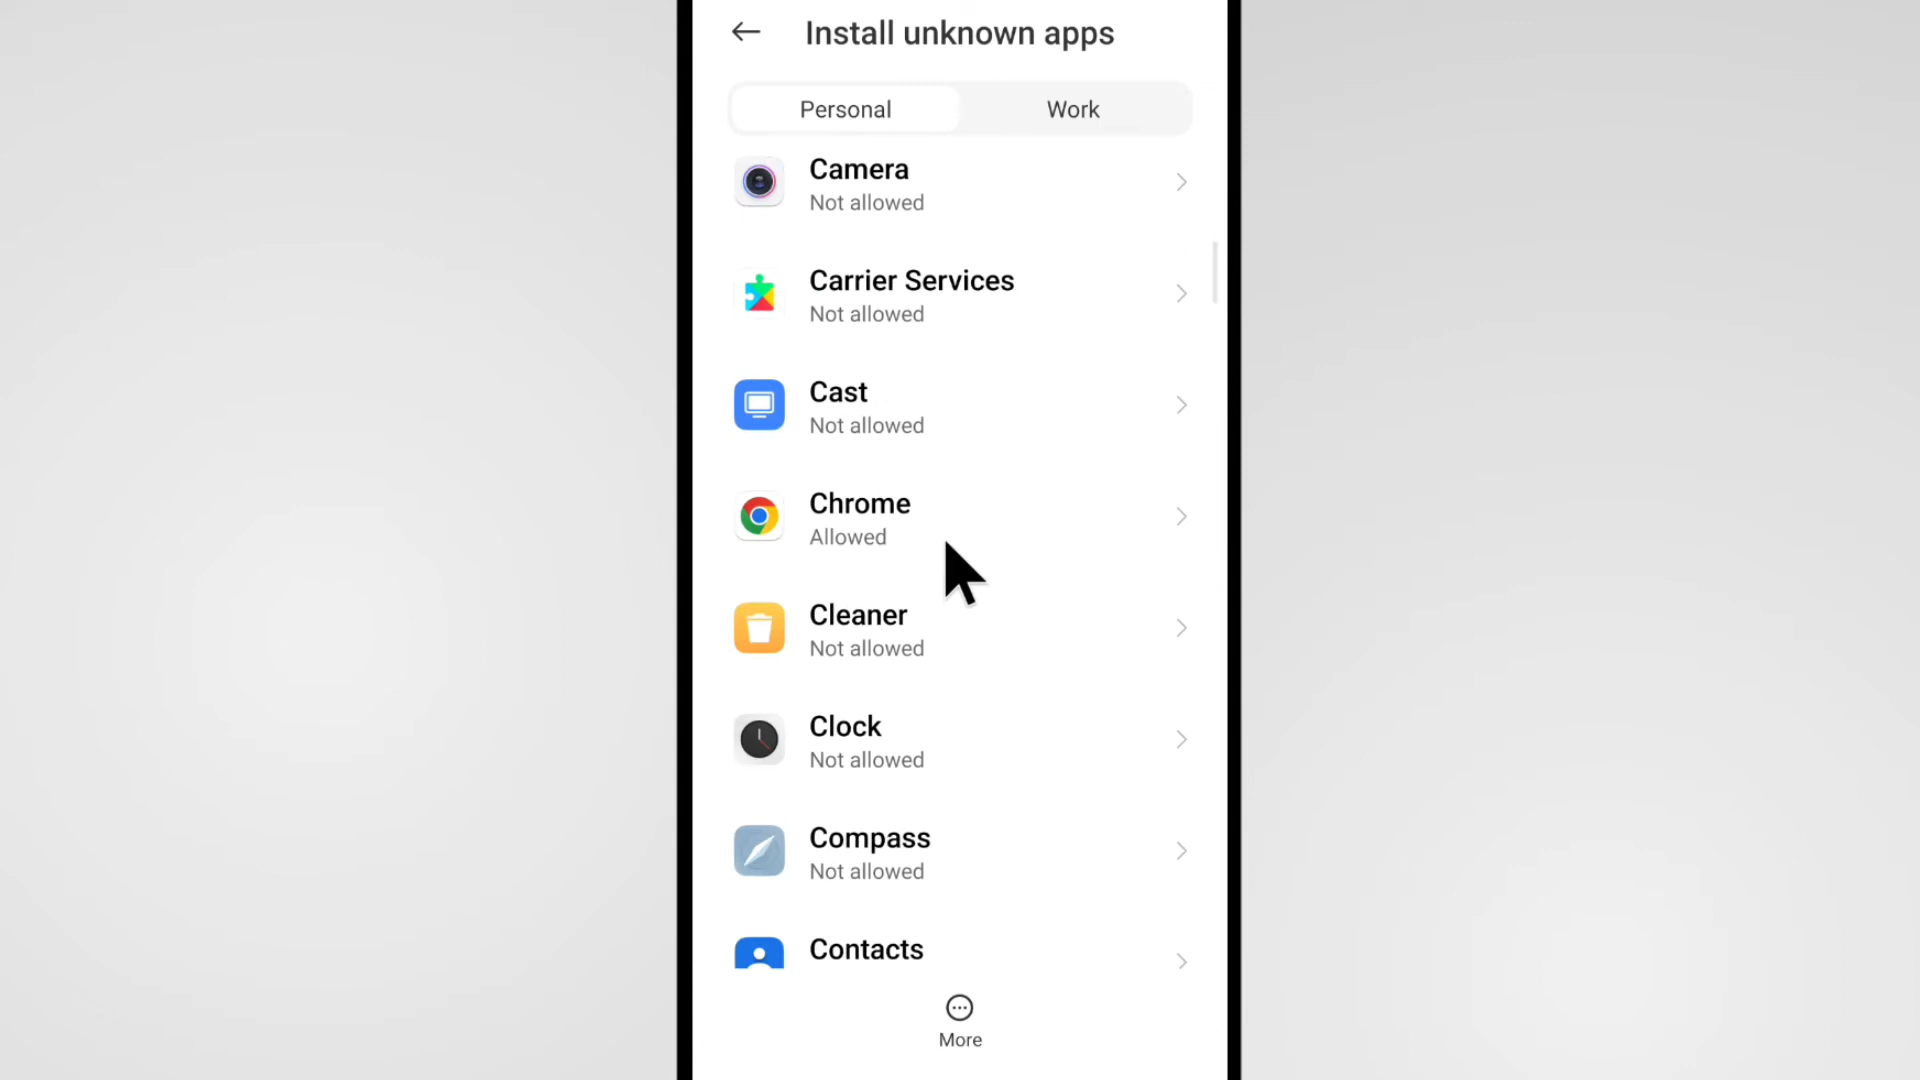 Install unknown apps
Personal
Work
Camera
Not allowed
Carrier Services
Not allowed
Cast
Not allowed
Chrome
Allowed
Cleaner
Not allowed
Clock
Not allowed
Compass
Not allowed
Contacts
More